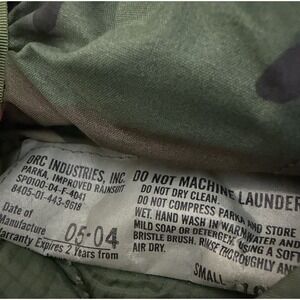 ORC INDUSTRIES, INC.
PARKA, IMPROVED RAINSUIT
SPO100-04-F-4041
8405-01-443-9618
Date of
Manufacture 05-04
Warranty Expires 2 Years from
DO NOT MACHINE LAUNDER
DO NOT DRY CLEAN.
DO NOT COMPRESS PARKA AND STORE
WET. HAND WASH IN WARM WATER AND
MILD SOAP OR DETERGENT, USING A SOFT
BRISTLE BRUSH. RINSE THOROUGHLY AND
AIR DRY.
SMALL